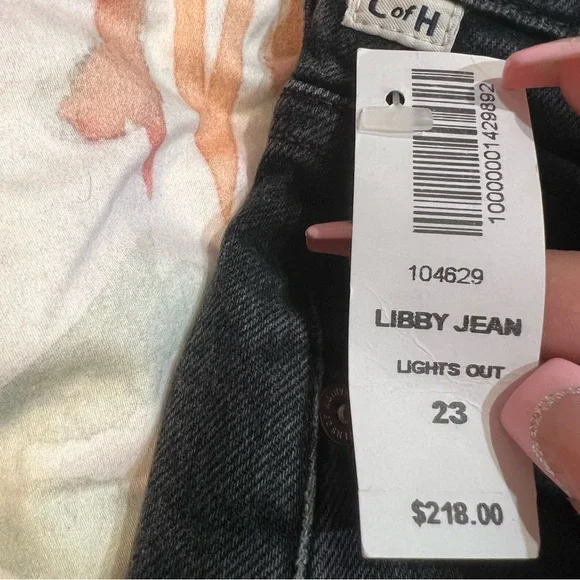 C of H
10000001429892
104629
LIBBY JEAN
LIGHTS OUT
23
$218.00